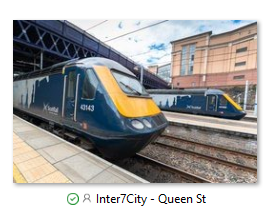 ScotRail
43143
Inter7City - Queen St